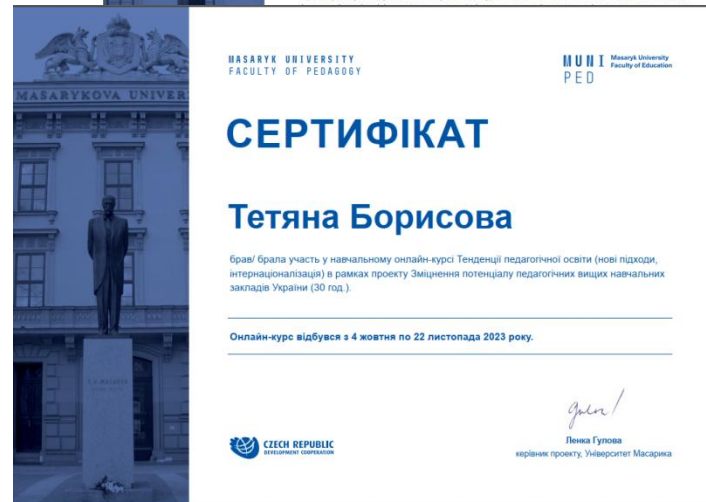 MASARYKOVA UNIVER
MASARYK UNIVERSITY
FACULTY OF PEDAGOGY
MUNI
PED
Masaryk University
Faculty of Education
СЕРТИФІКАТ
Тетяна Борисова
брав/ брала участь у навчальному онлайн-курсі Тенденції педагогічної освіти (нові підходи,
інтернаціоналізація) в рамках проекту Зміцнення потенціалу педагогічних вищих навчальних
закладів України (30 год.).
Онлайн-курс відбувся з 4 жовтня по 22 листопада 2023 року.
CZECH REPUBLIC
DEVELOPMENT COOPERATION
Ленка Гулова
керівник проекту, Університет Масарика